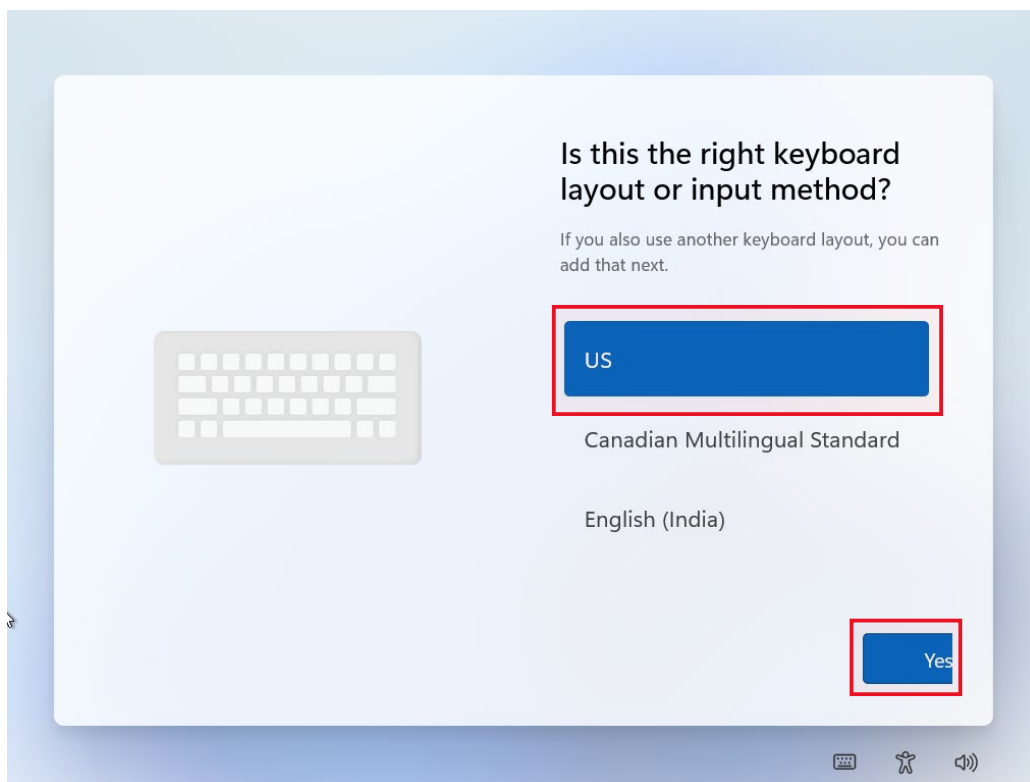 Is this the right keyboard
layout or input method?
If you also use another keyboard layout, you can
add that next.
US
Canadian Multilingual Standard
English (India)
Yes